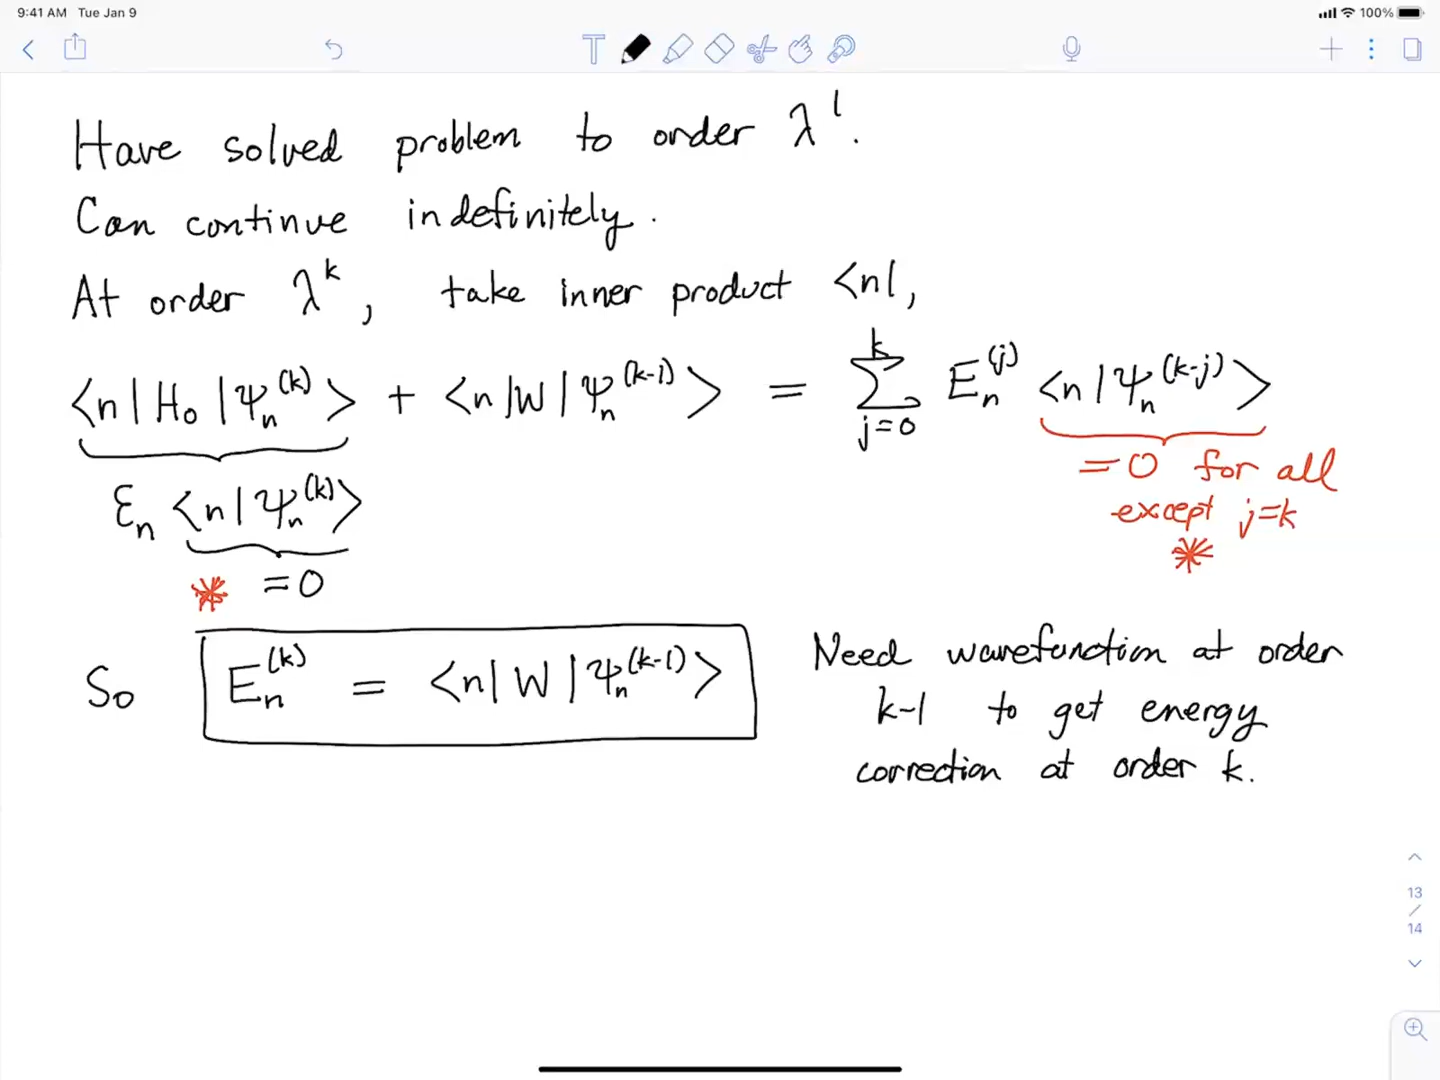 9:41 AM Tue Jan 9
100%
T
Have solved problem to order λ¹.
Can continue indefinitely.
At order λᵏ, take inner product <n|,
<n|H₀|ψₙ⁽ᵏ⁾> + <n|W|ψₙ⁽ᵏ⁻¹⁾> = ∑ⱼ₌₀ᵏ Eₙ⁽ʲ⁾ <n|ψₙ⁽ᵏ⁻ʲ⁾>
= 0 for all
except j=k
*
Ɛₙ <n|ψₙ⁽ᵏ⁾>
* = 0
So Eₙ⁽ᵏ⁾ = <n|W|ψₙ⁽ᵏ⁻¹⁾>
Need wavefunction at order
k-1 to get energy
correction at order k.
13
/
14